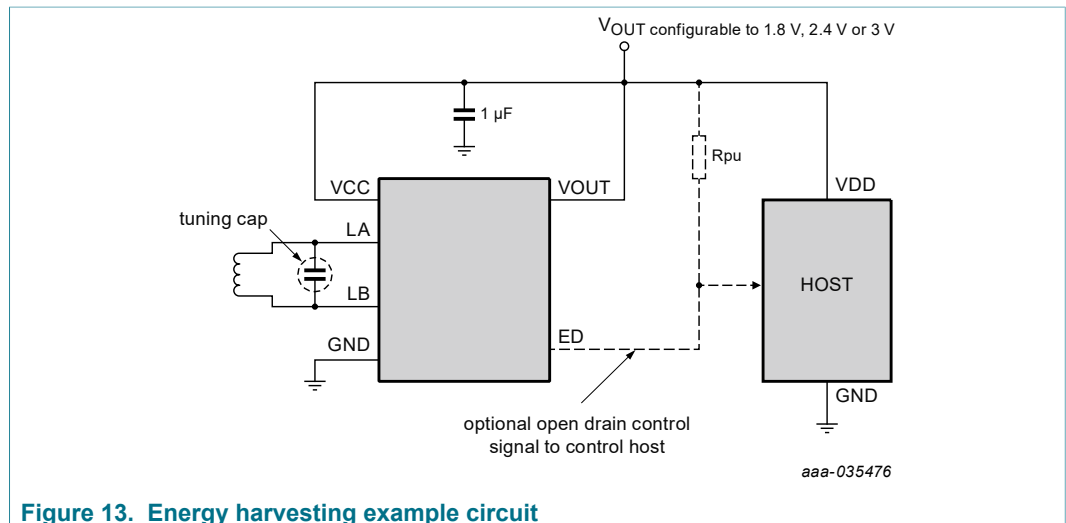 VOUT configurable to 1.8 V, 2.4 V or 3 V
1 µF
Rpu
VCC
VOUT
VDD
tuning cap
LA
HOST
LB
GND
ED
GND
optional open drain control
signal to control host
aaa-035476
Figure 13. Energy harvesting example circuit